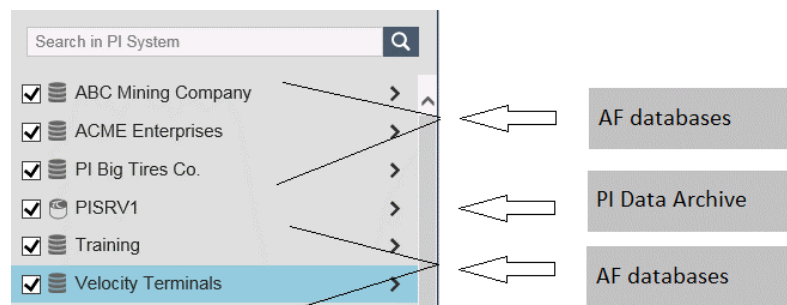 Search in PI System
ABC Mining Company
ACME Enterprises
PI Big Tires Co.
PISRV1
Training
Velocity Terminals
AF databases
PI Data Archive
AF databases